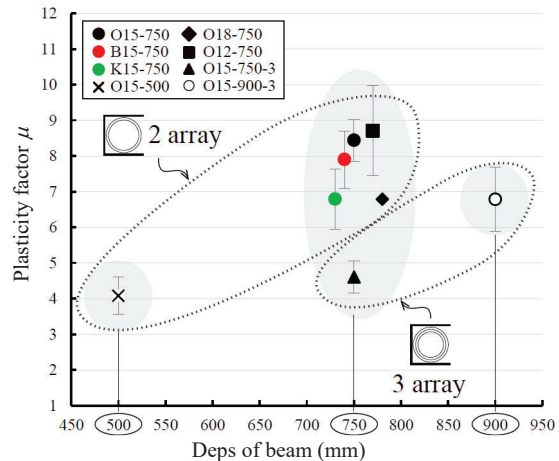 Plasticity factor μ
11
10
9
8
7
6
5
4
3
2
1
O15-750
O18-750
B15-750
O12-750
K15-750
O15-750-3
O15-500
O15-900-3
2 array
3 array
450 500 550 600 650 700 750 800 850 900 950
Deps of beam (mm)